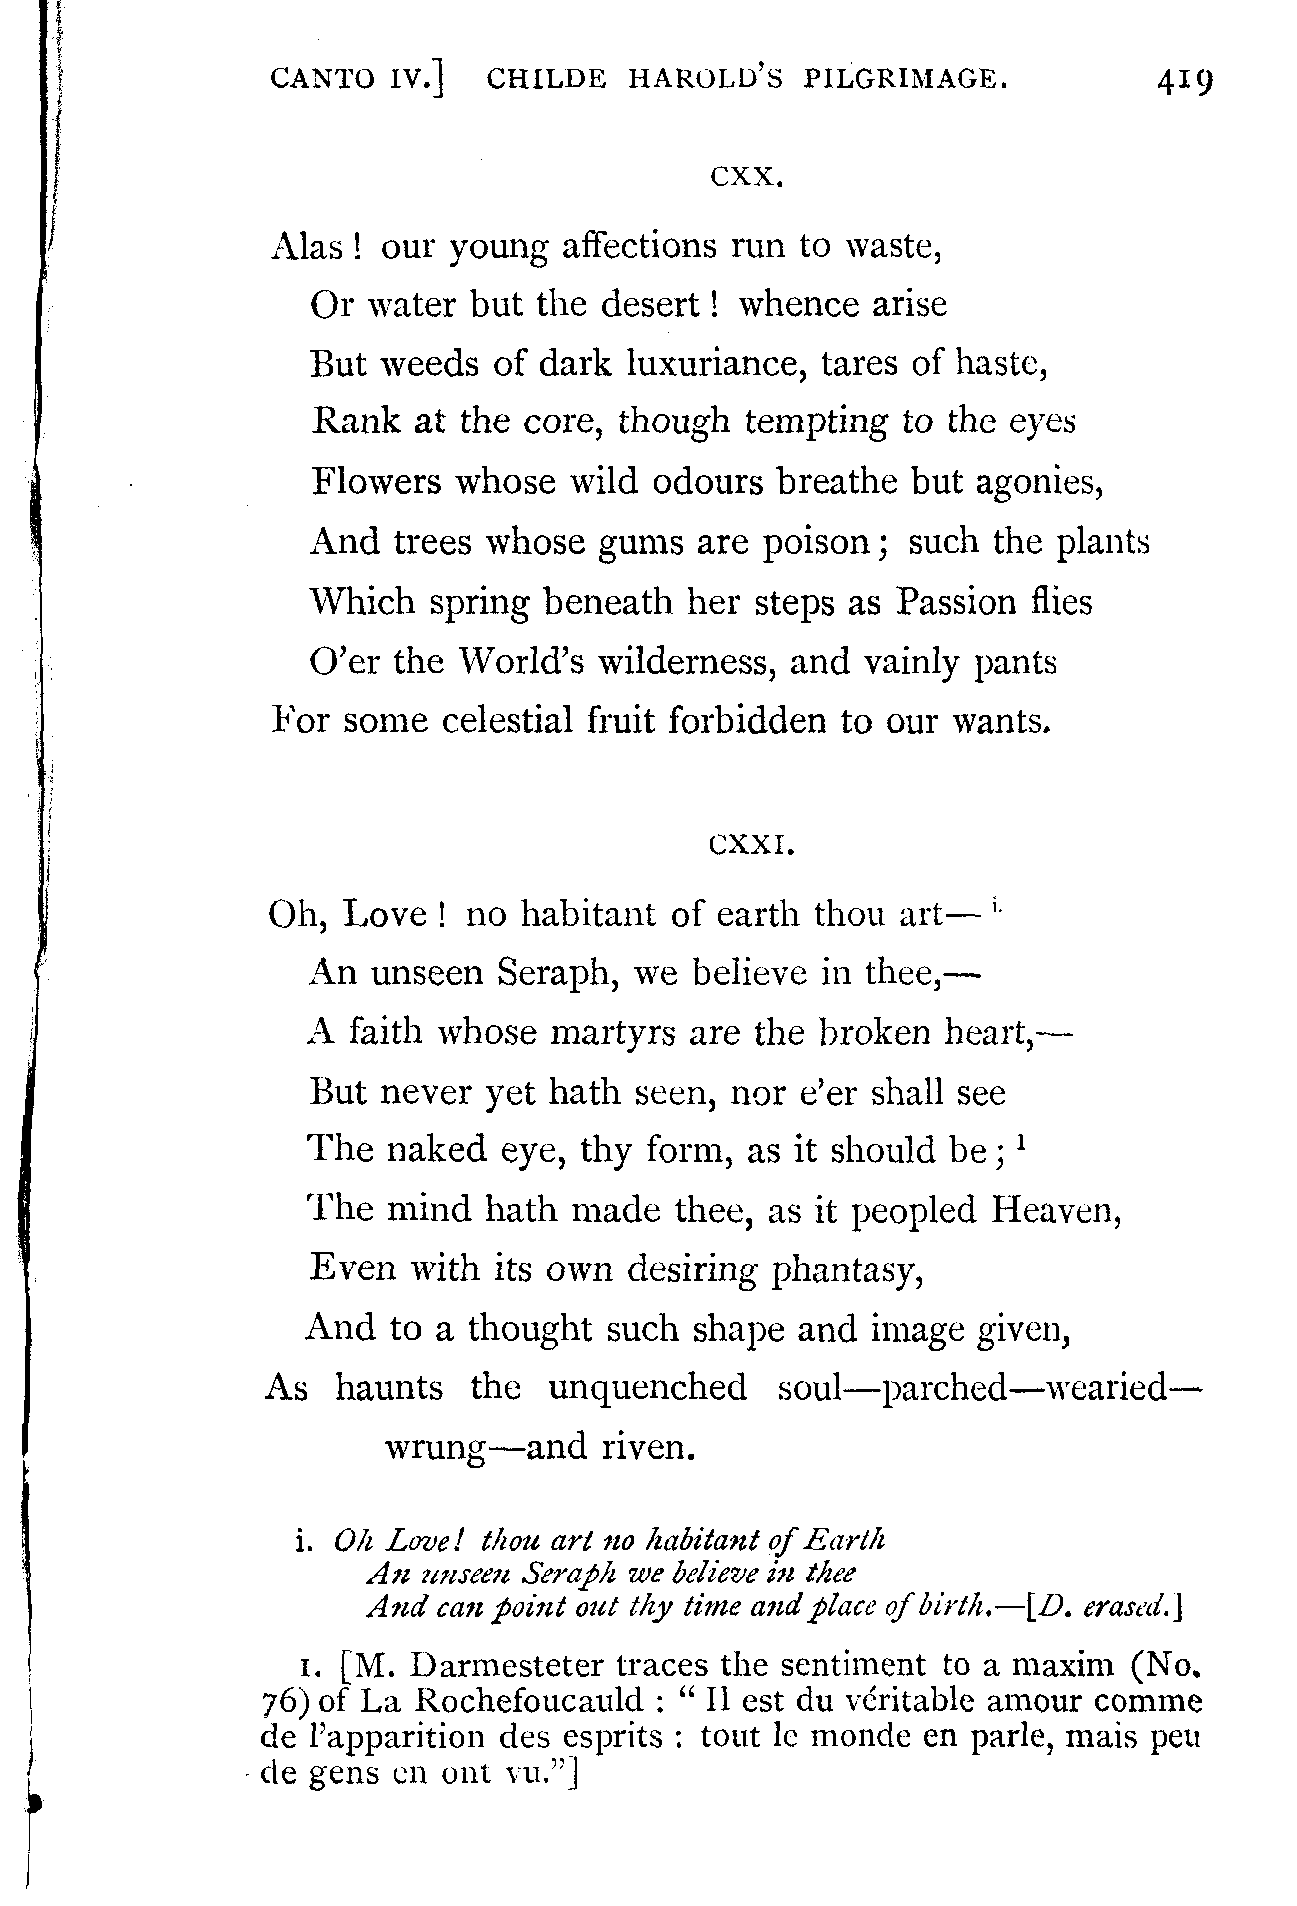 CANTO IV.] CHILDE HAROLD'S PILGRIMAGE. 419
CXX.
Alas! our young affections run to waste,
Or water but the desert! whence arise
But weeds of dark luxuriance, tares of haste,
Rank at the core, though tempting to the eyes
Flowers whose wild odours breathe but agonies,
And trees whose gums are poison; such the plants
Which spring beneath her steps as Passion flies
O'er the World's wilderness, and vainly pants
For some celestial fruit forbidden to our wants.
CXXI.
Oh, Love! no habitant of earth thou art— i.
An unseen Seraph, we believe in thee,—
A faith whose martyrs are the broken heart,—
But never yet hath seen, nor e'er shall see
The naked eye, thy form, as it should be; 1
The mind hath made thee, as it peopled Heaven,
Even with its own desiring phantasy,
And to a thought such shape and image given,
As haunts the unquenched soul—parched—wearied—
wrung—and riven.
i. Oh Love! thou art no habitant of Earth
An unseen Seraph we believe in thee
And can point out thy time and place of birth.—[D. erased.]
1. [M. Darmesteter traces the sentiment to a maxim (No.
76) of La Rochefoucauld: "Il est du véritable amour comme
de l'apparition des esprits: tout le monde en parle, mais peu
de gens en ont vu."]